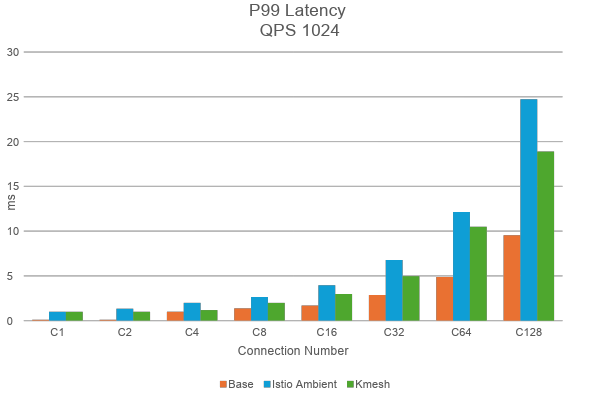 P99 Latency
QPS 1024
30
25
20
15
10
5
0
ms
C1 C2 C4 C8 C16 C32 C64 C128
Connection Number
Base Istio Ambient Kmesh